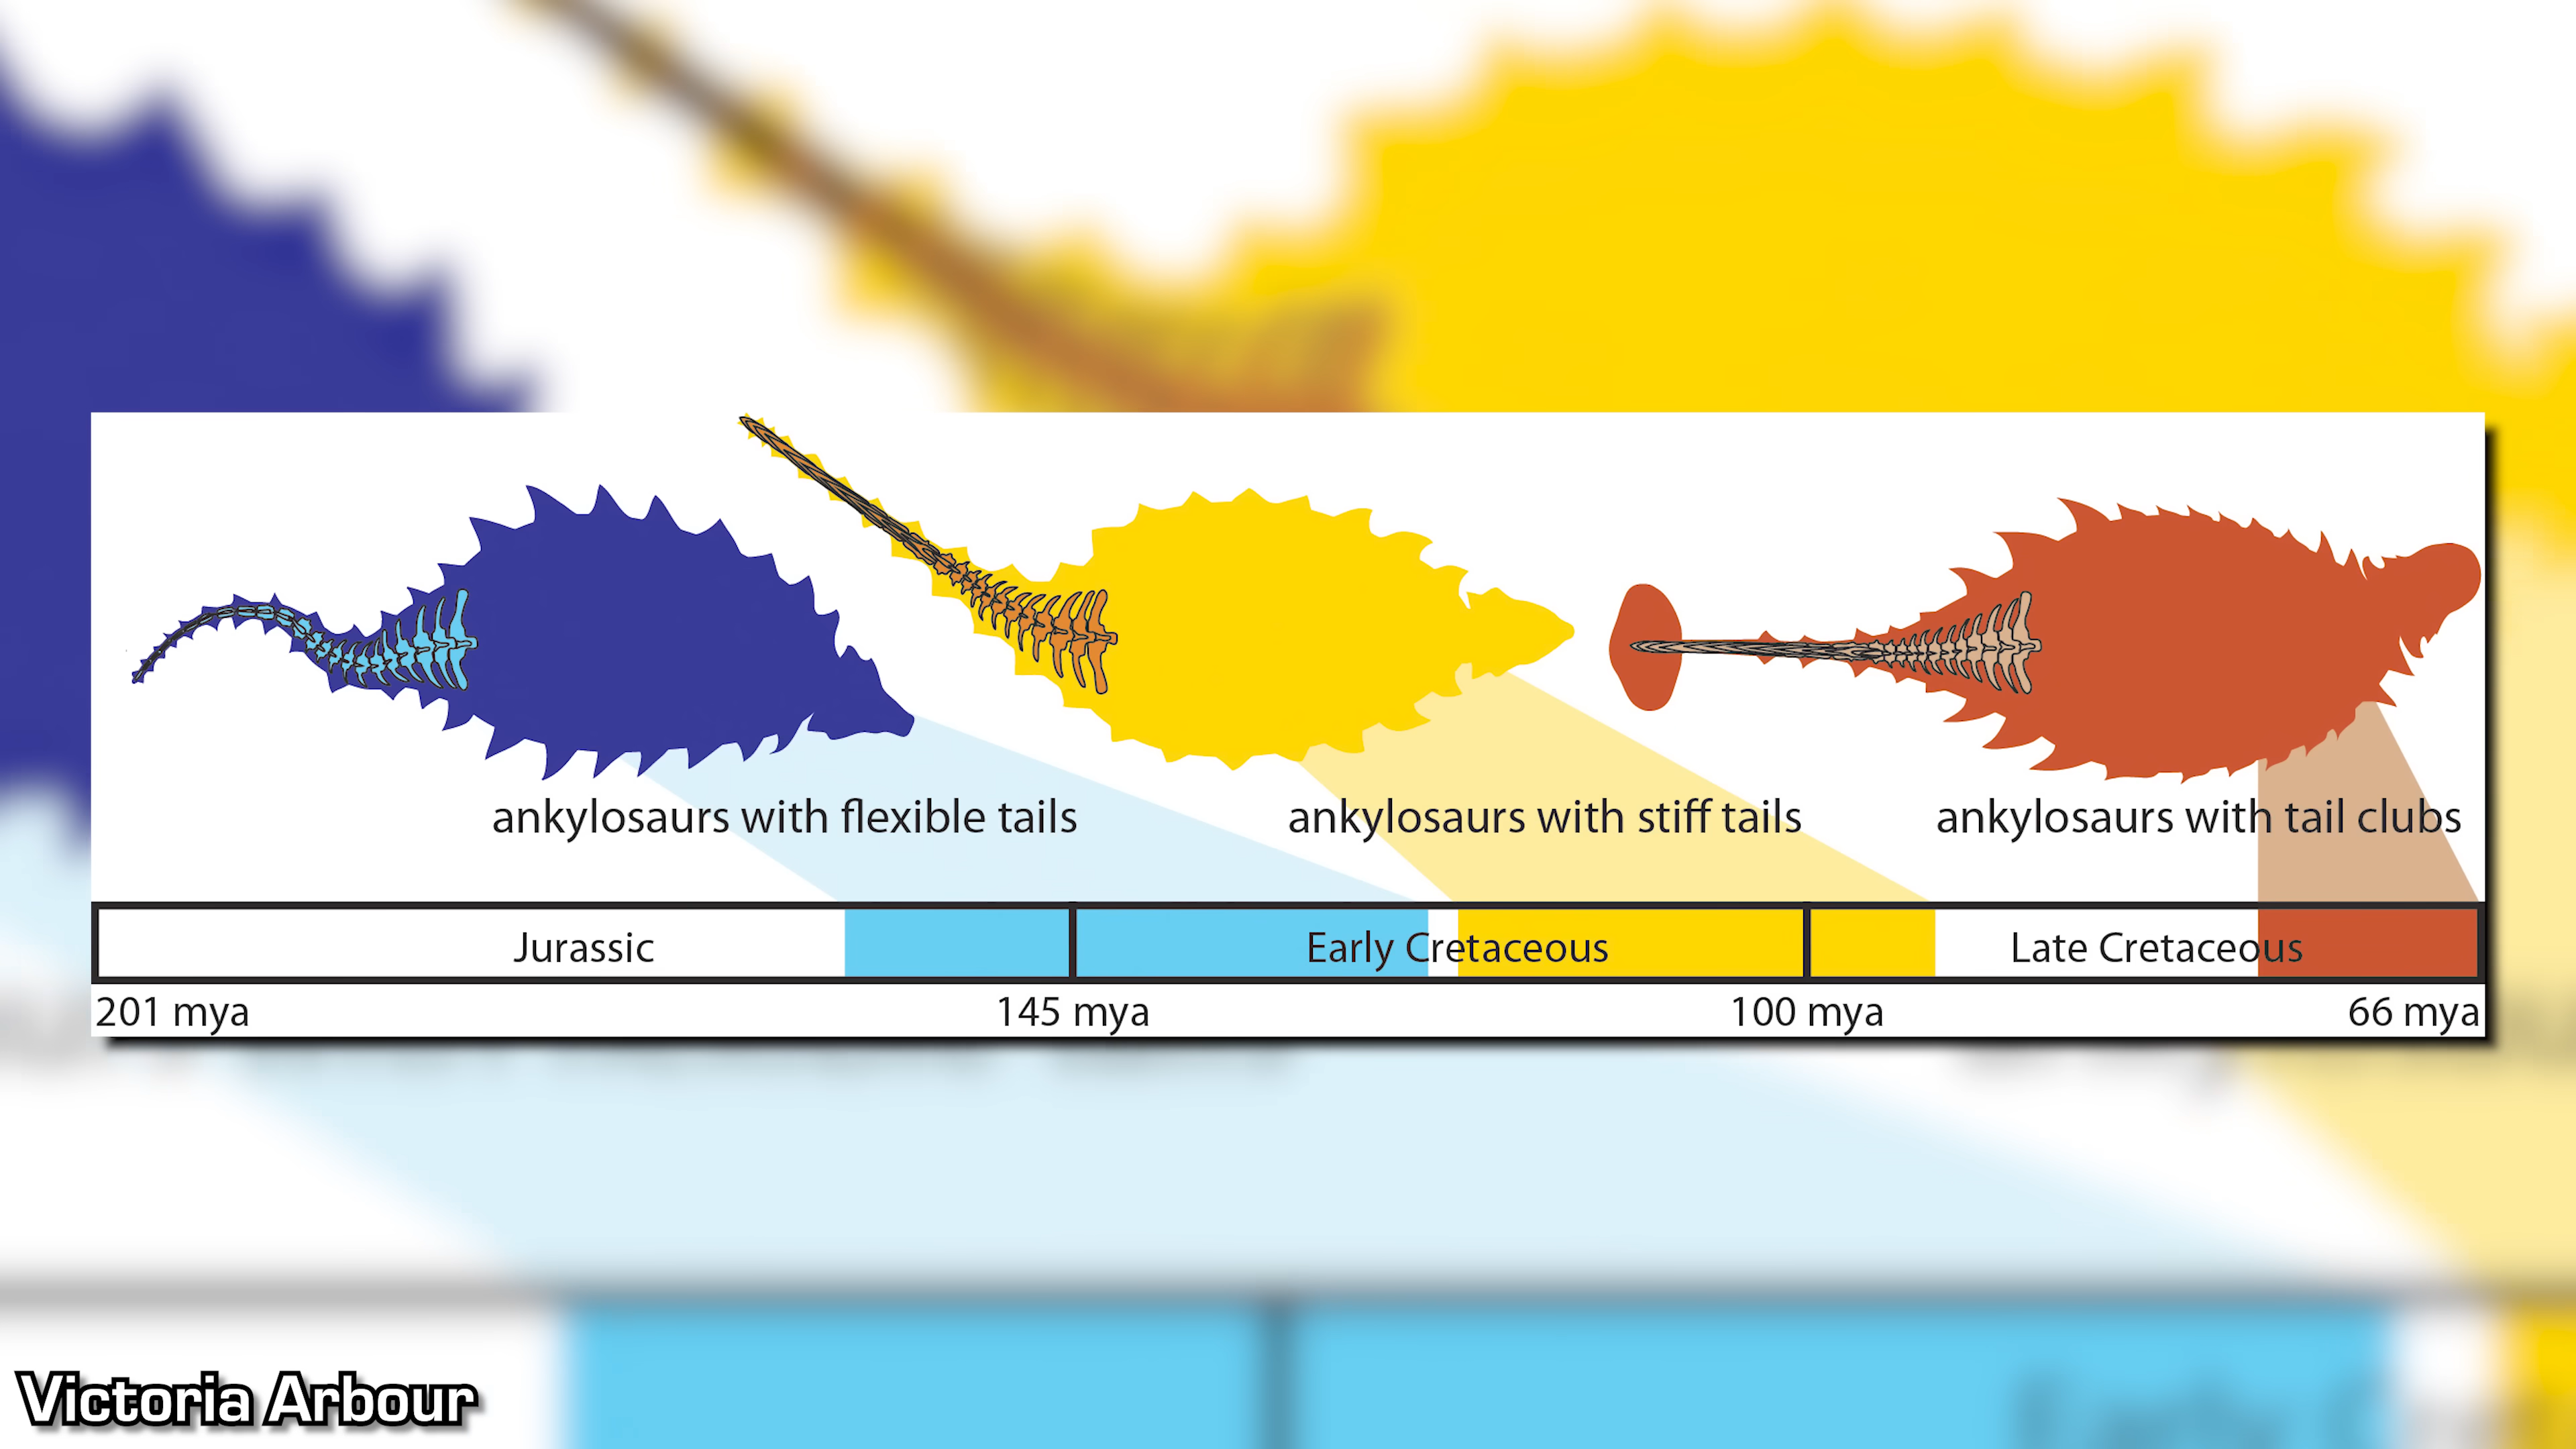 ankylosaurs with flexible tails
ankylosaurs with stiff tails
ankylosaurs with tail clubs
Jurassic
Early Cretaceous
Late Cretaceous
201 mya
145 mya
100 mya
66 mya
Victoria Arbour